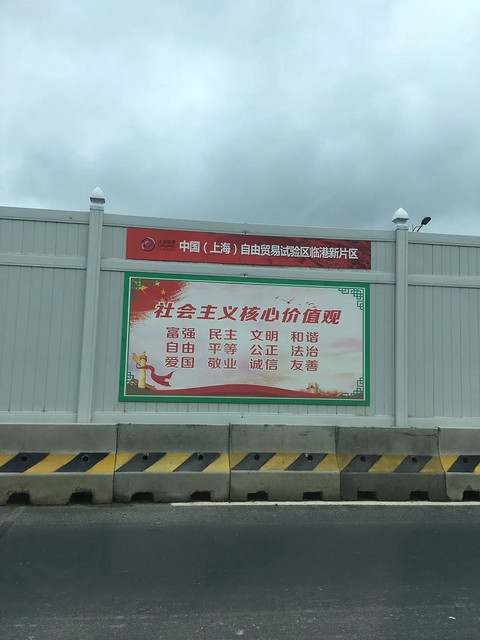 中国（上海）自由贸易试验区临港新片区
社会主义核心价值观
富强 民主 文明 和谐
自由 平等 公正 法治
爱国 敬业 诚信 友善